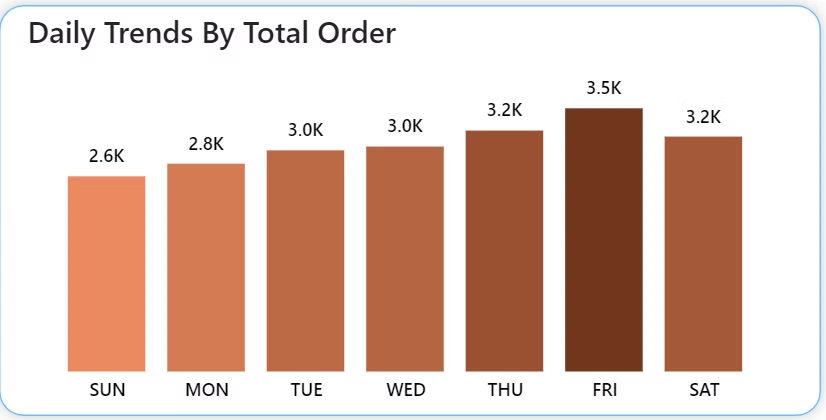 Daily Trends By Total Order
3.5K
3.2K
3.2K
3.0K
3.0K
2.8K
2.6K
SUN MON TUE WED THU FRI SAT